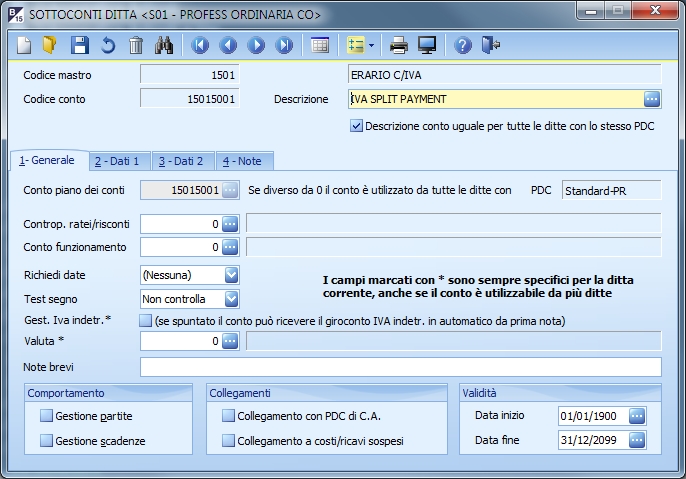 B 15 SOTTOCONTI DITTA <S01 - PROFESS ORDINARIA CO>
Codice mastro 1501 ERARIO C/IVA
Codice conto 15015001 Descrizione IVA SPLIT PAYMENT ...
Descrizione conto uguale per tutte le ditte con lo stesso PDC
1- Generale 2 - Dati 1 3 - Dati 2 4 - Note
Conto piano dei conti 15015001 ... Se diverso da 0 il conto è utilizzato da tutte le ditte con PDC Standard-PR
Controp. ratei/risconti 0 ...
Conto funzionamento 0 ...
Richiedi date (Nessuna)
Test segno Non controlla
I campi marcati con * sono sempre specifici per la ditta
corrente, anche se il conto è utilizzabile da più ditte
Gest. Iva indetr.* (se spuntato il conto può ricevere il giroconto IVA indetr. in automatico da prima nota)
Valuta * 0 ...
Note brevi
Comportamento Collegamenti Validità
Gestione partite Collegamento con PDC di C.A. Data inizio 01/01/1900 ...
Gestione scadenze Collegamento a costi/ricavi sospesi Data fine 31/12/2099 ...